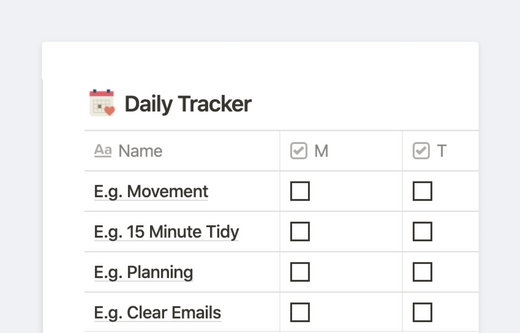 Daily Tracker
Aa Name M T
E.g. Movement
E.g. 15 Minute Tidy
E.g. Planning
E.g. Clear Emails